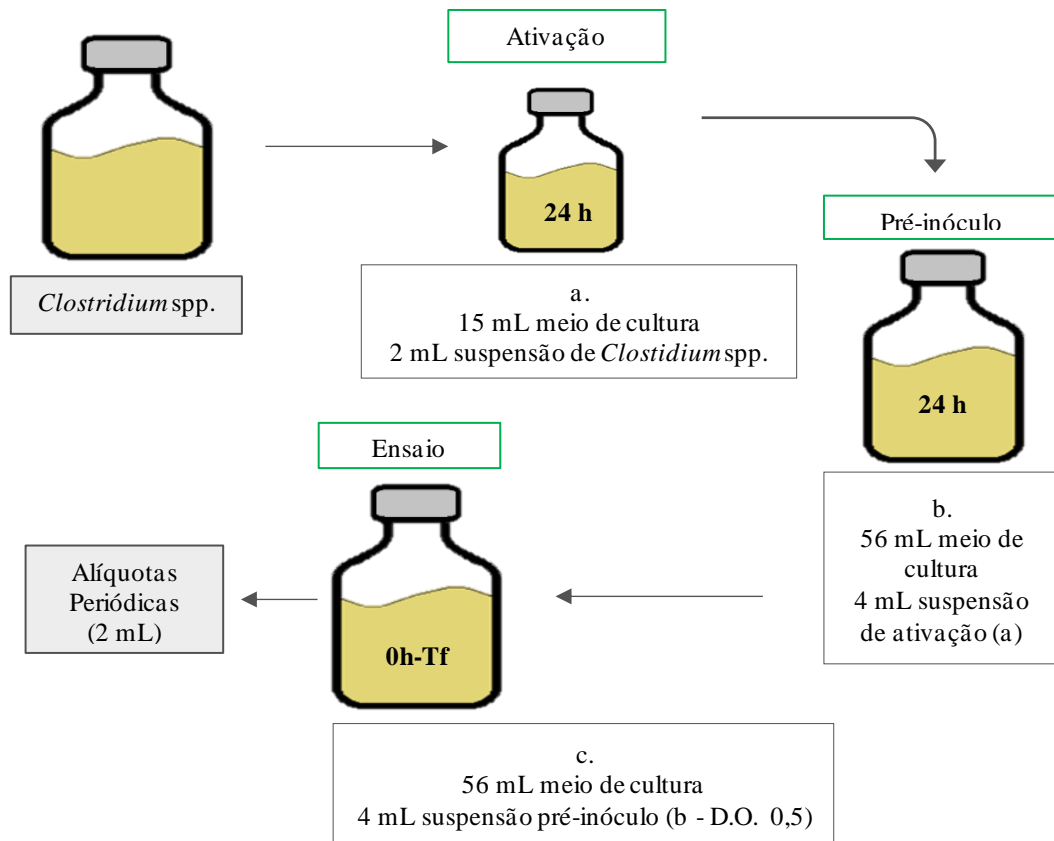 Ativação
24 h
Clostridium spp.
a.
15 mL meio de cultura
2 mL suspensão de Clostidium spp.
Pré-inóculo
24 h
b.
56 mL meio de
cultura
4 mL suspensão
de ativação (a)
Ensaio
0h-Tf
c.
56 mL meio de cultura
4 mL suspensão pré-inóculo (b - D.O. 0,5)
Alíquotas
Periódicas
(2 mL)